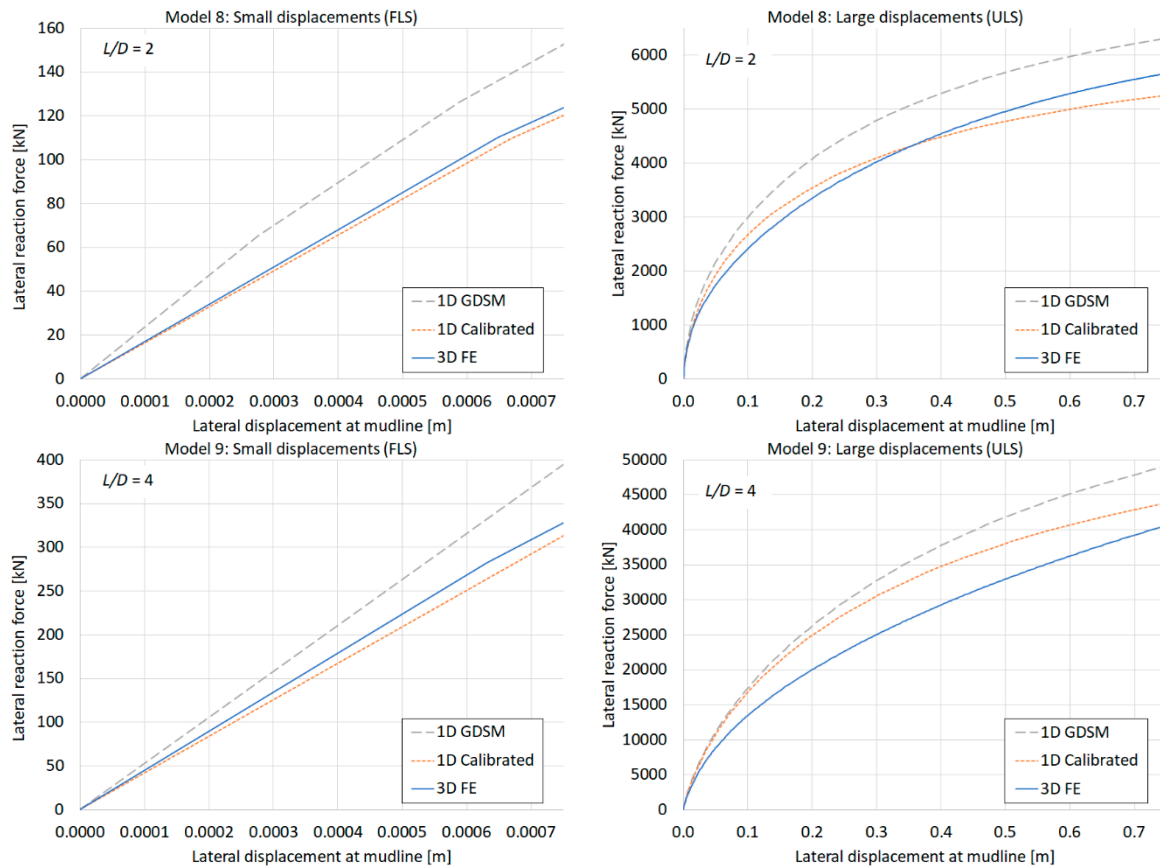 Model 8: Small displacements (FLS)
L/D = 2
Lateral reaction force [kN]
160
140
120
100
80
60
40
20
0
1D GDSM
1D Calibrated
3D FE
0.0000 0.0001 0.0002 0.0003 0.0004 0.0005 0.0006 0.0007
Lateral displacement at mudline [m]
Model 8: Large displacements (ULS)
L/D = 2
Lateral reaction force [kN]
6000
5000
4000
3000
2000
1000
0
1D GDSM
1D Calibrated
3D FE
0.0 0.1 0.2 0.3 0.4 0.5 0.6 0.7
Lateral displacement at mudline [m]
Model 9: Small displacements (FLS)
L/D = 4
Lateral reaction force [kN]
400
350
300
250
200
150
100
50
0
1D GDSM
1D Calibrated
3D FE
0.0000 0.0001 0.0002 0.0003 0.0004 0.0005 0.0006 0.0007
Lateral displacement at mudline [m]
Model 9: Large displacements (ULS)
L/D = 4
Lateral reaction force [kN]
50000
45000
40000
35000
30000
25000
20000
15000
10000
5000
0
1D GDSM
1D Calibrated
3D FE
0.0 0.1 0.2 0.3 0.4 0.5 0.6 0.7
Lateral displacement at mudline [m]